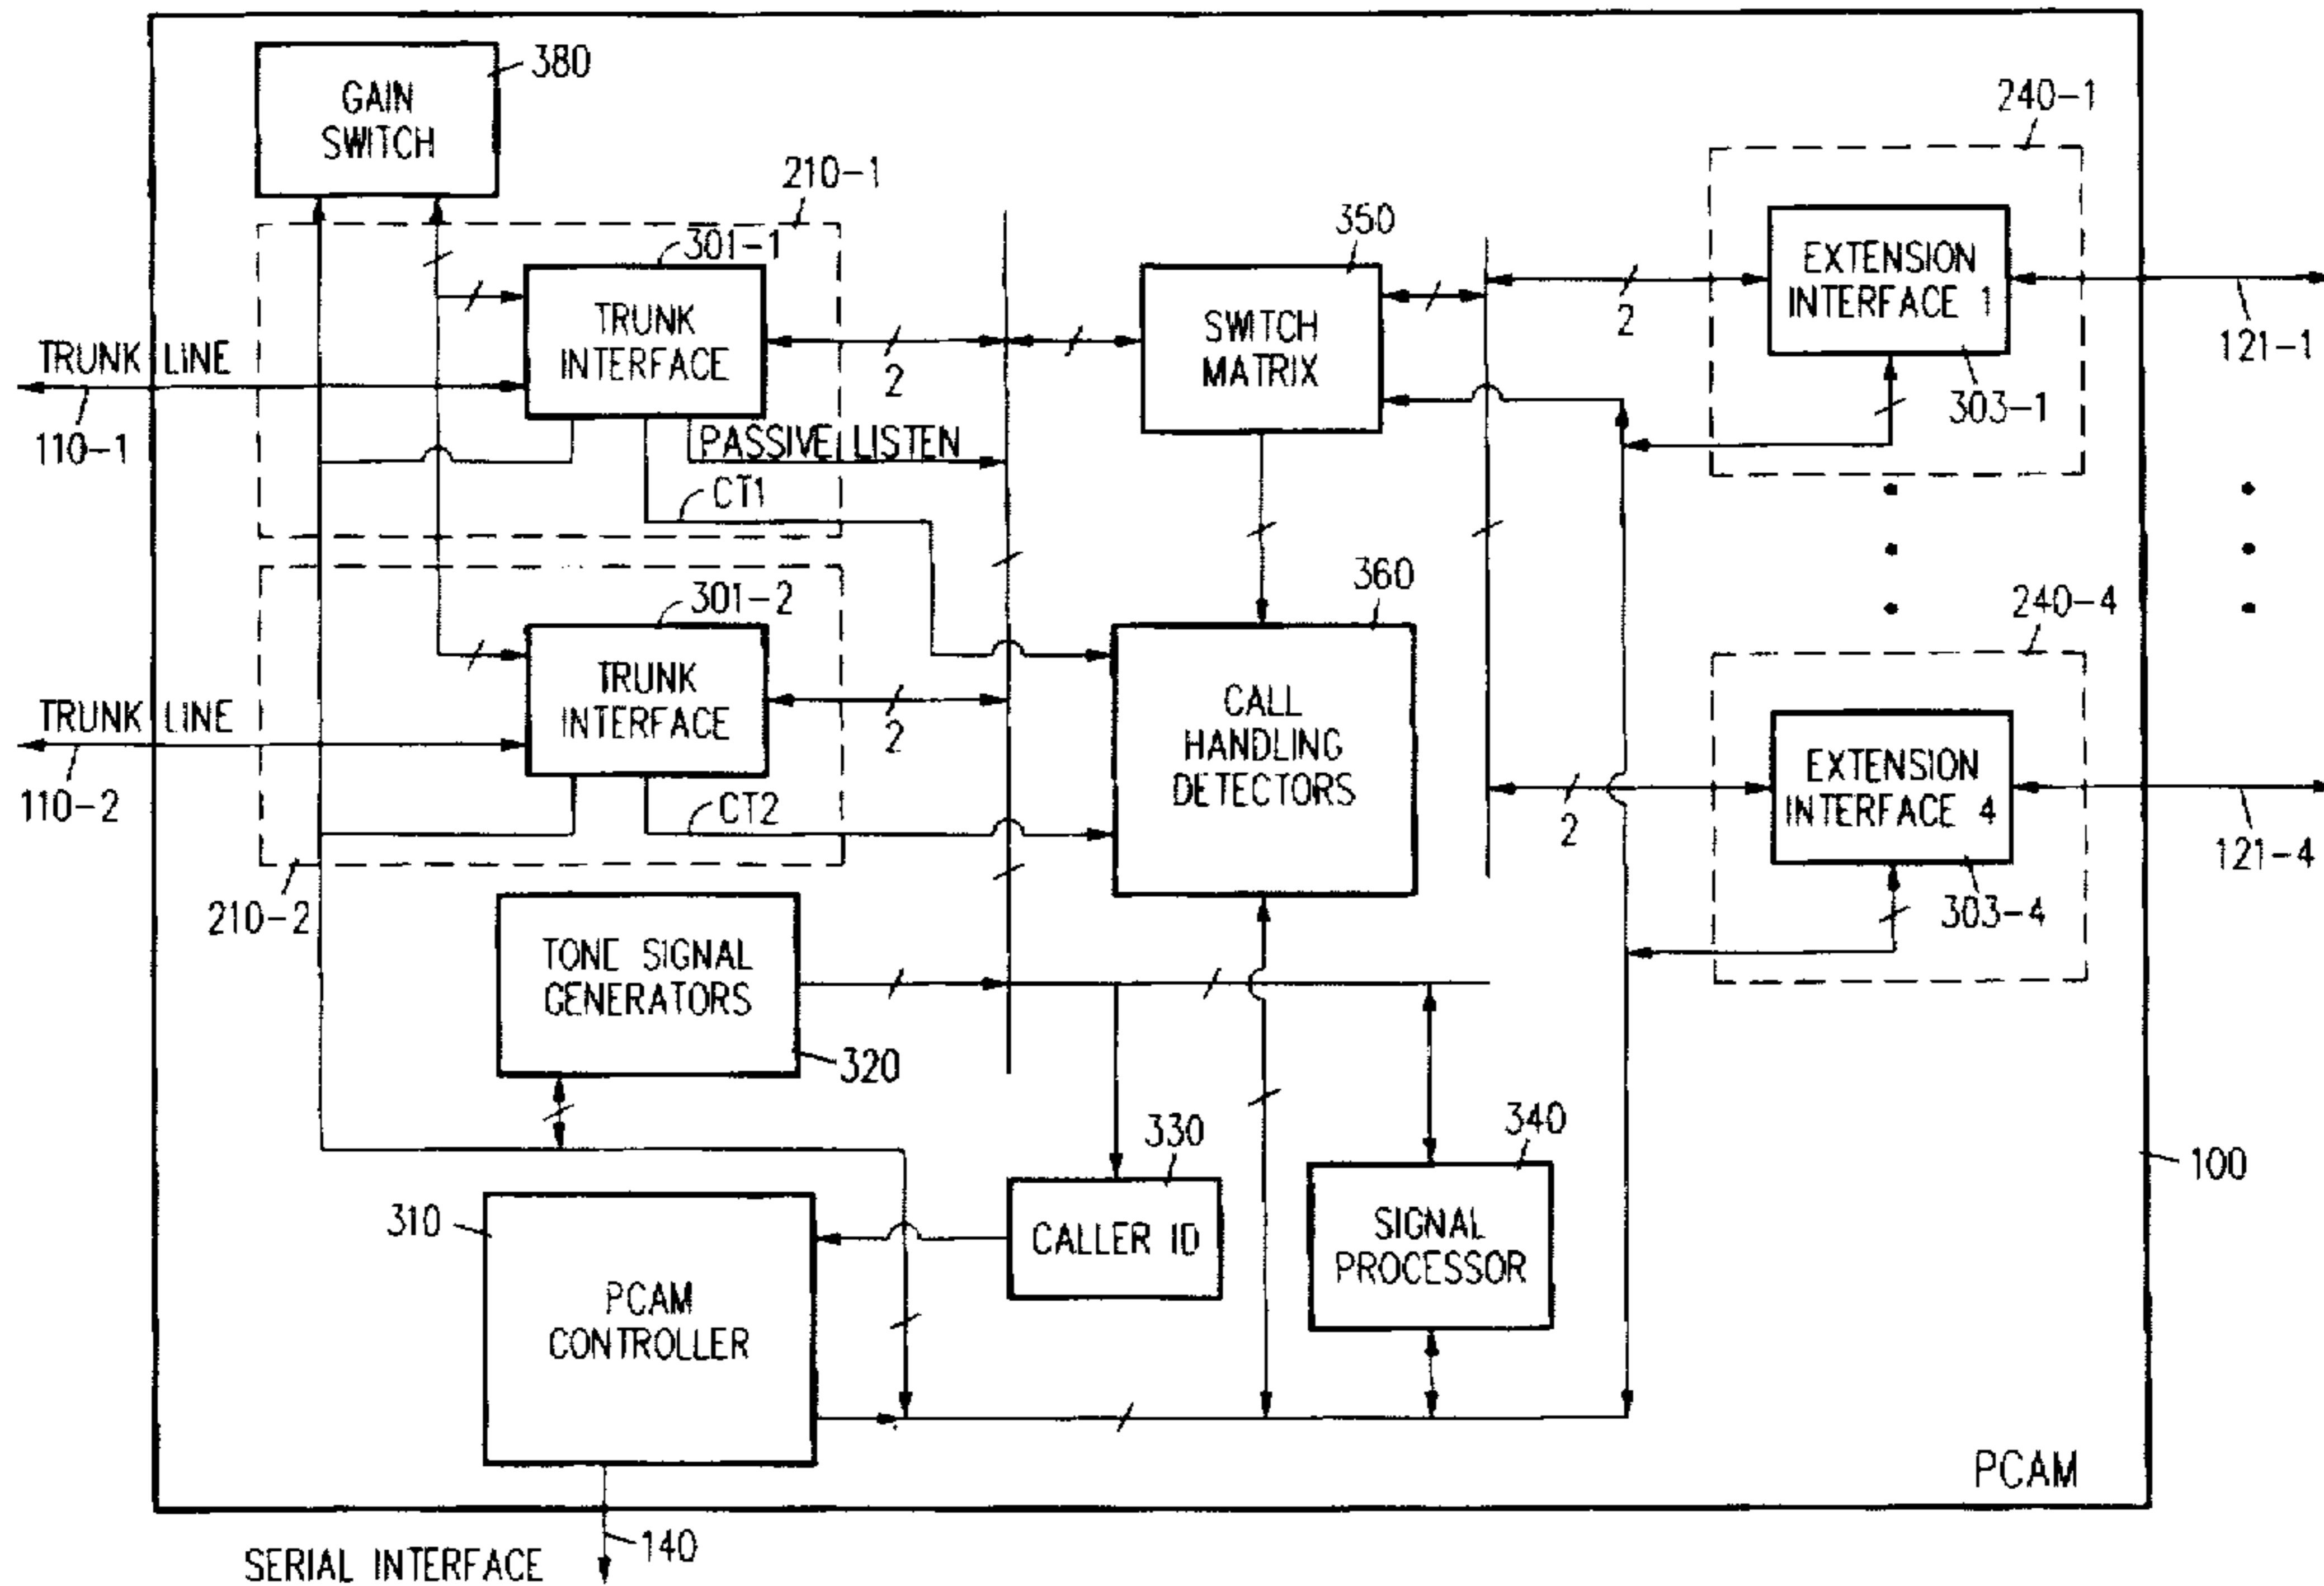 380
GAIN
SWITCH
240-1
210-1
350
301-1
EXTENSION
INTERFACE 1
TRUNK
INTERFACE
SWITCH
MATRIX
2
2
121-1
TRUNK LINE
110-1
303-1
PASSIVE LISTEN
CT1
360
301-2
240-4
TRUNK
INTERFACE
CALL
HANDLING
DETECTORS
TRUNK LINE
2
EXTENSION
INTERFACE 4
110-2
CT2
2
121-4
210-2
303-4
TONE SIGNAL
GENERATORS
320
330
340
100
310
CALLER ID
SIGNAL
PROCESSOR
PCAM
CONTROLLER
PCAM
140
SERIAL INTERFACE